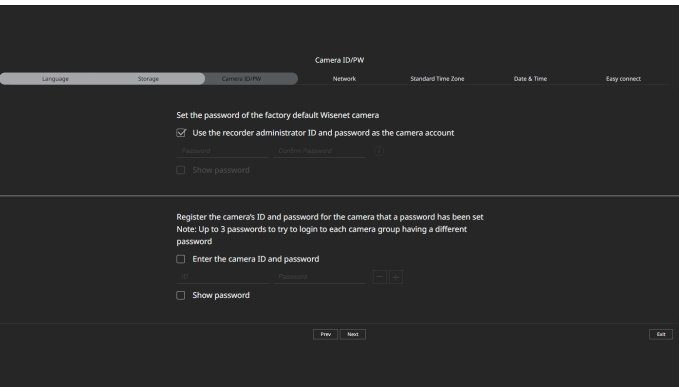 Camera ID/PW
Language Storage Camera ID/PW Network Standard Time Zone Date & Time Easy connect
Set the password of the factory default Wisenet camera
Use the recorder administrator ID and password as the camera account
Password Confirm Password
Show password
Register the camera's ID and password for the camera that a password has been set
Note: Up to 3 passwords to try to login to each camera group having a different
password
Enter the camera ID and password
ID Password
Show password
Prev Next Exit